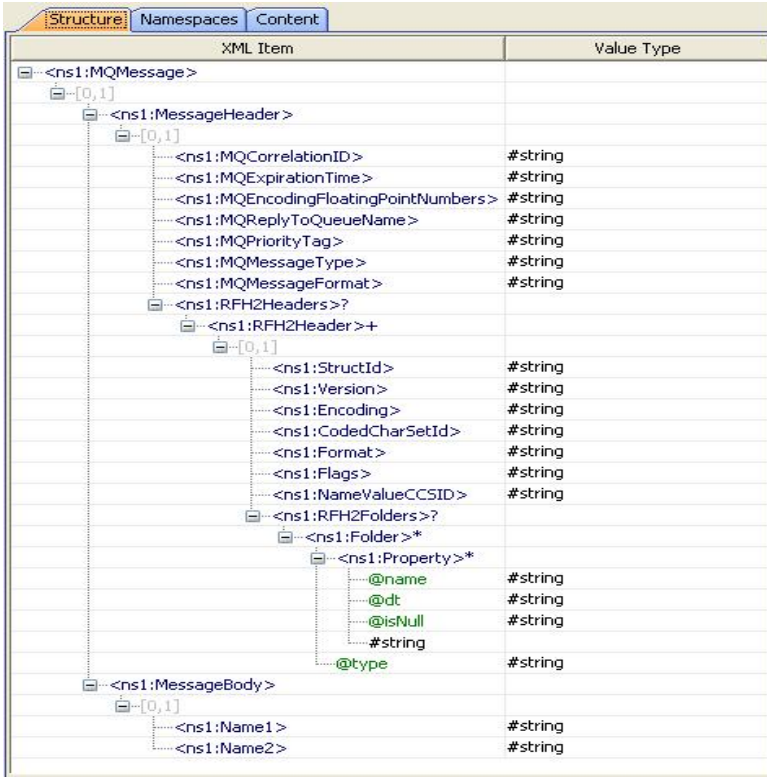 Structure Namespaces Content
XML Item Value Type
<ns1:MQMessage>
[0,1]
<ns1:MessageHeader>
[0,1]
<ns1:MQCorrelationID> #string
<ns1:MQExpirationTime> #string
<ns1:MQEncodingFloatingPointNumbers> #string
<ns1:MQReplyToQueueName> #string
<ns1:MQPriorityTag> #string
<ns1:MQMessageType> #string
<ns1:MQMessageFormat> #string
<ns1:RFH2Headers>?
<ns1:RFH2Header>+
[0,1]
<ns1:StructId> #string
<ns1:Version> #string
<ns1:Encoding> #string
<ns1:CodedCharSetId> #string
<ns1:Format> #string
<ns1:Flags> #string
<ns1:NameValueCCSID> #string
<ns1:RFH2Folders>?
<ns1:Folder>*
<ns1:Property>*
@name #string
@dt #string
@isNull #string
#string
@type #string
<ns1:MessageBody>
[0,1]
<ns1:Name1> #string
<ns1:Name2> #string